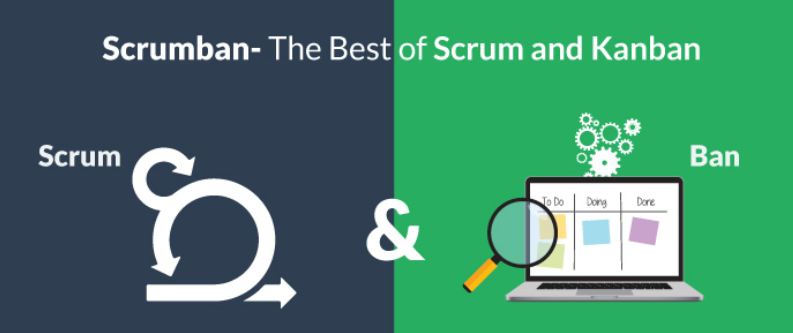 Scrumban- The Best of Scrum and Kanban
Scrum
&
Ban
To Do Doing Done